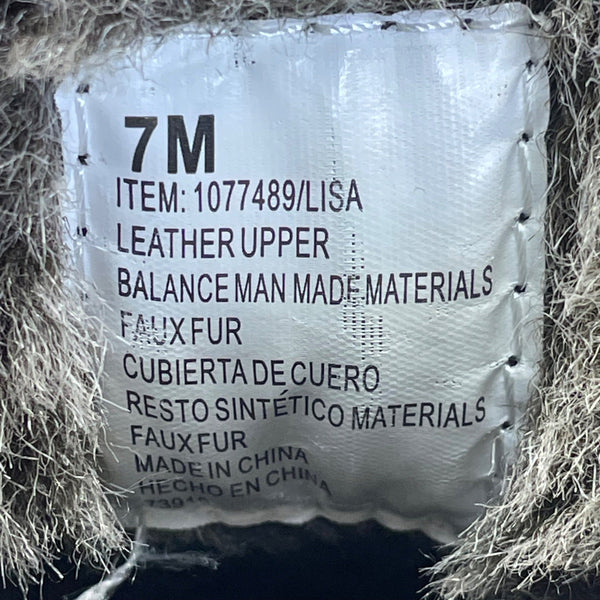 7M
ITEM: 1077489/LISA
LEATHER UPPER
BALANCE MAN MADE MATERIALS
FAUX FUR
CUBIERTA DE CUERO
RESTO SINTÉTICO MATERIALS
FAUX FUR
MADE IN CHINA
HECHO EN CHINA